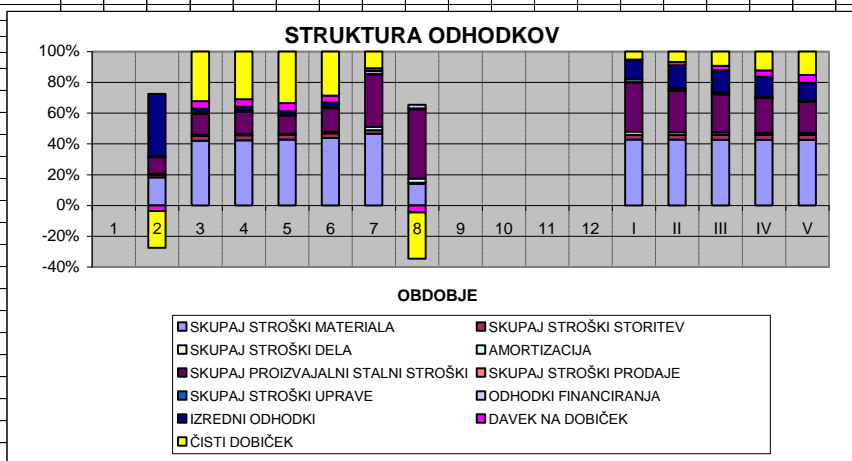 STRUKTURA ODHODKOV
100%
80%
60%
40%
20%
0%
-20%
-40%
1 2 3 4 5 6 7 8 9 10 11 12 I II III IV V
OBDOBJE
SKUPAJ STROŠKI MATERIALA SKUPAJ STROŠKI STORITEV
SKUPAJ STROŠKI DELA AMORTIZACIJA
SKUPAJ PROIZVAJALNI STALNI STROŠKI SKUPAJ STROŠKI PRODAJE
SKUPAJ STROŠKI UPRAVE ODHODKI FINANCIRANJA
IZREDNI ODHODKI DAVEK NA DOBIČEK
ČISTI DOBIČEK